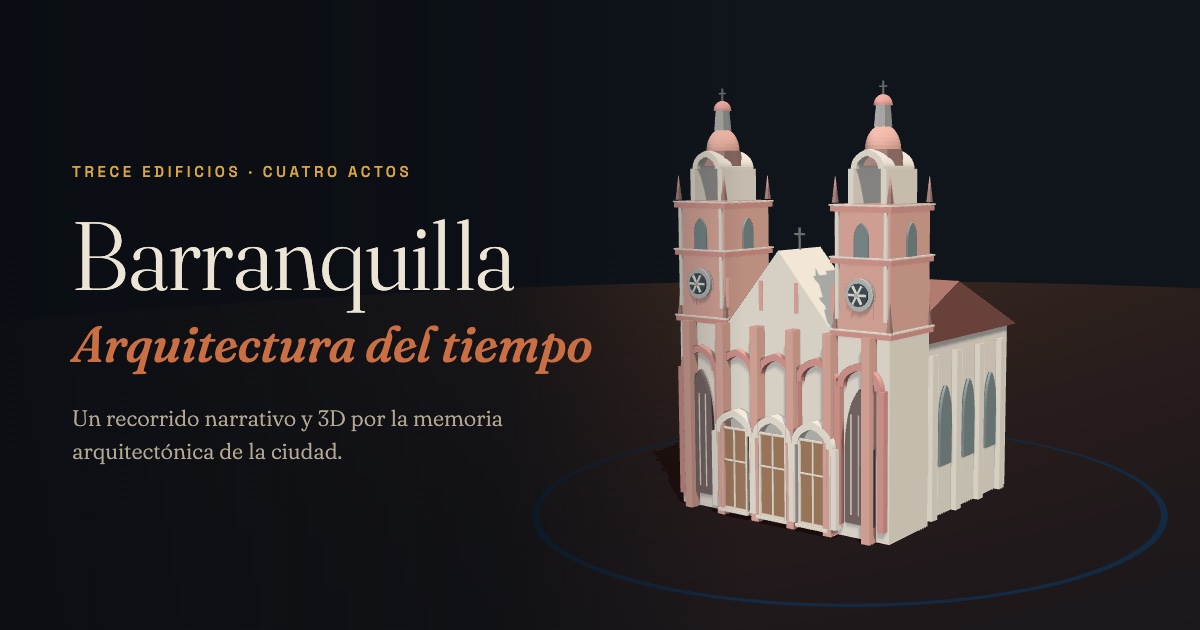 TRECE EDIFICIOS · CUATRO ACTOS
Barranquilla
Arquitectura del tiempo
Un recorrido narrativo y 3D por la memoria
arquitectónica de la ciudad.